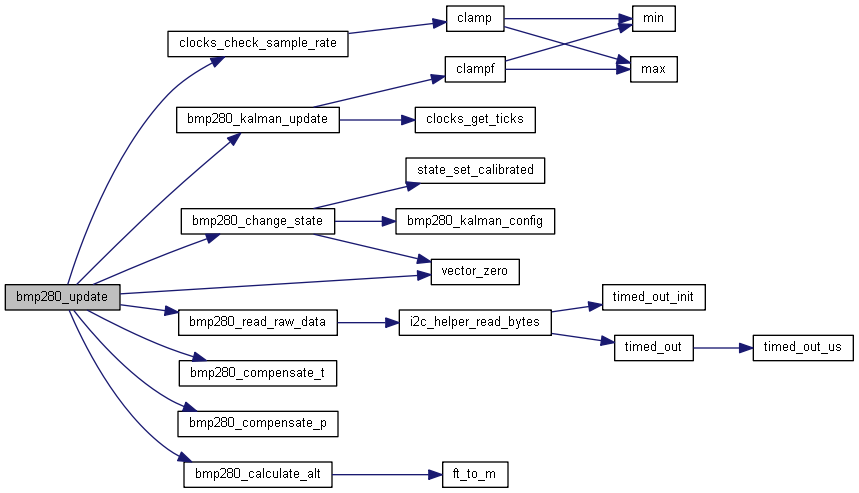 clamp
min
clocks_check_sample_rate
clampf
max
bmp280_kalman_update
clocks_get_ticks
state_set_calibrated
bmp280_change_state
bmp280_kalman_config
vector_zero
bmp280_update
timed_out_init
bmp280_read_raw_data
i2c_helper_read_bytes
timed_out
timed_out_us
bmp280_compensate_t
bmp280_compensate_p
bmp280_calculate_alt
ft_to_m